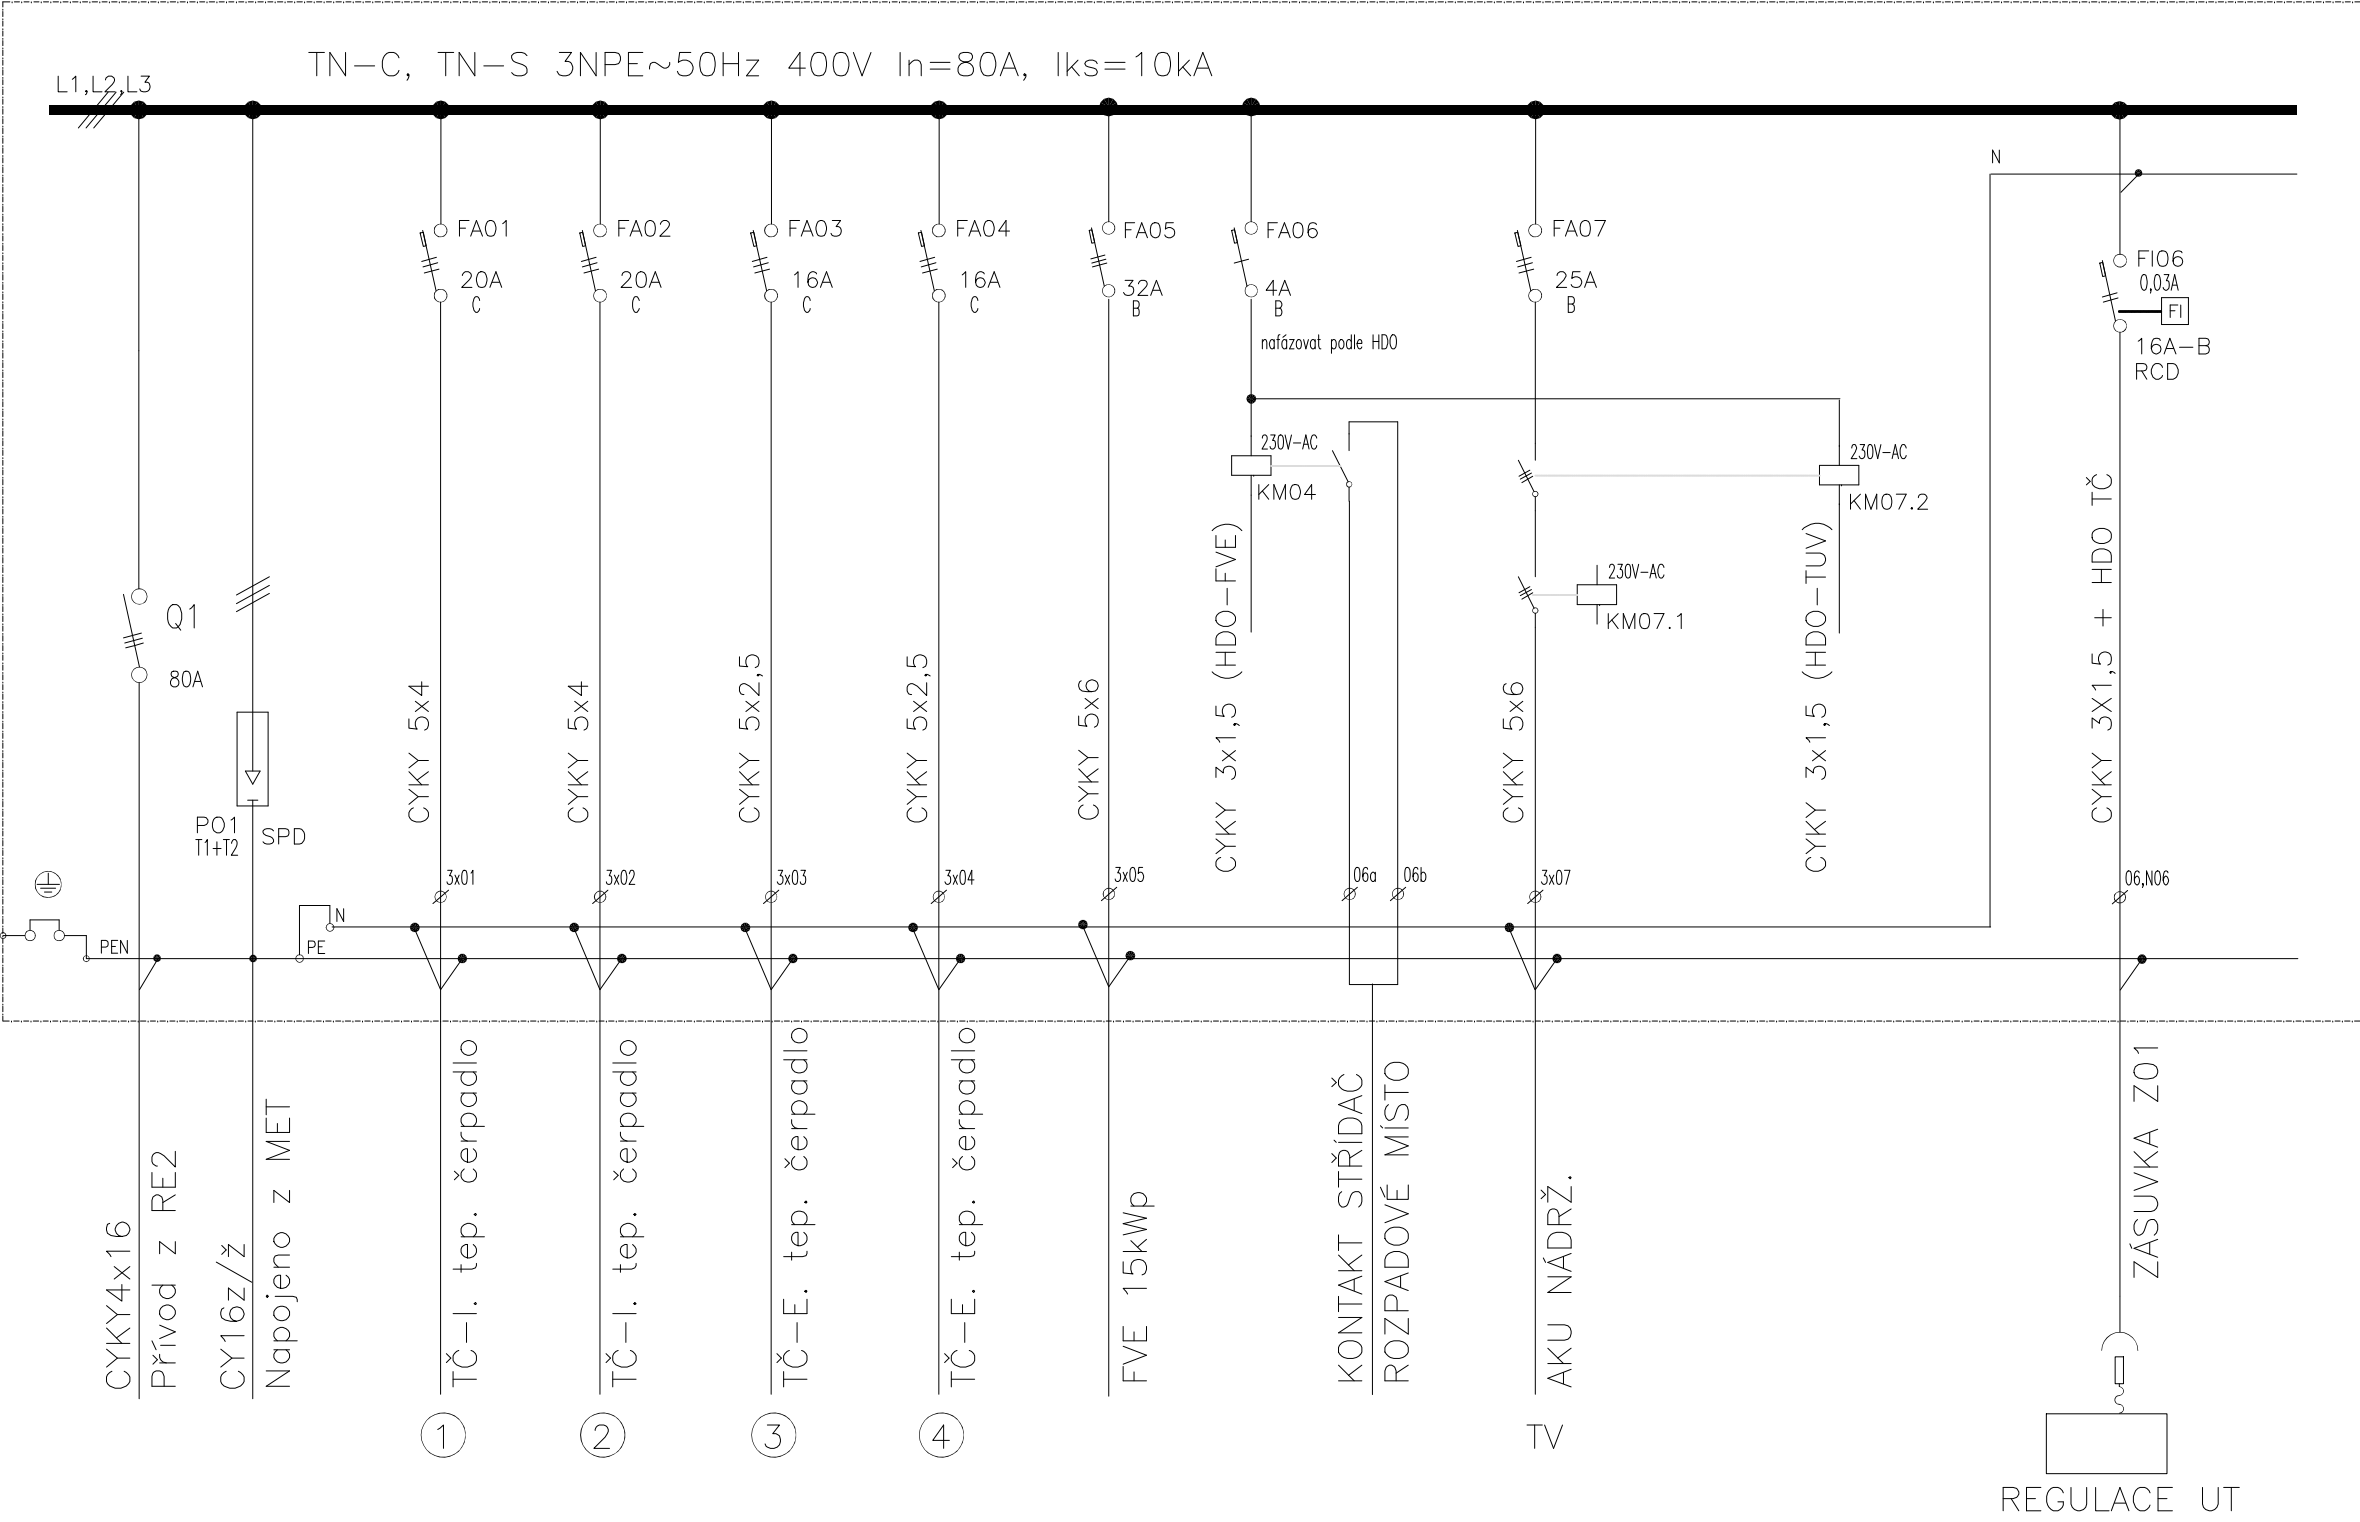 TN-C, TN-S 3NPE~50Hz 400V In=80A, Iks=10kA
L1,L2,L3
N
FA01
20A
C
FA02
20A
C
FA03
16A
C
FA04
16A
C
FA05
32A
B
FA06
4A
B
FA07
25A
B
FI06
0,03A
FI
16A-B
RCD
nafázovat podle HDO
230V-AC
KM04
230V-AC
KM07.2
230V-AC
KM07.1
Q1
80A
P01
T1+T2
SPD
CYKY 5x4
CYKY 5x4
CYKY 5x2,5
CYKY 5x2,5
CYKY 5x6
CYKY 3x1,5 (HDO-FVE)
CYKY 5x6
CYKY 3x1,5 (HDO-TUV)
CYKY 3X1,5 + HDO TČ
3x01
3x02
3x03
3x04
3x05
06a
06b
3x07
06,N06
N
PEN
PE
CYKY4x16
Přívod z RE2
CY16z/ž
Napojeno z MET
TČ-I. tep. čerpadlo
TČ-I. tep. čerpadlo
TČ-E. tep. čerpadlo
TČ-E. tep. čerpadlo
FVE 15kWp
KONTAKT STŘÍDAČ
ROZPADOVÉ MÍSTO
AKU NÁDRŽ.
ZÁSUVKA Z01
1
2
3
4
TV
REGULACE UT